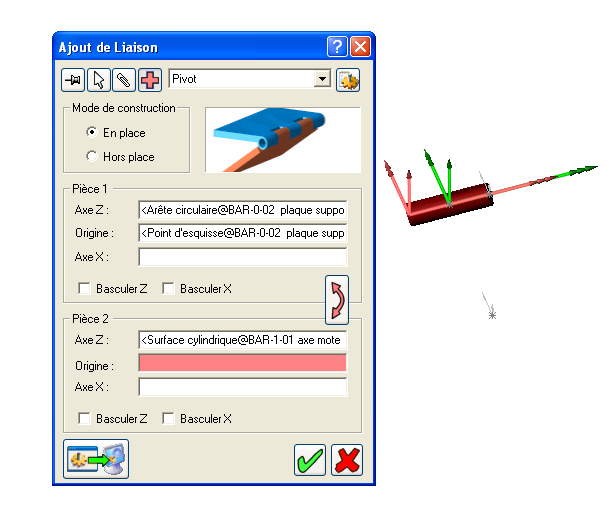 Ajout de Liaison
Pivot
Mode de construction
En place
Hors place
Pièce 1
Axe Z : <Arête circulaire@BAR-0-02 plaque suppo
Origine : <Point d'esquisse@BAR-0-02 plaque supp
Axe X :
Basculer Z Basculer X
Pièce 2
Axe Z : <Surface cylindrique@BAR-1-01 axe mote
Origine :
Axe X :
Basculer Z Basculer X